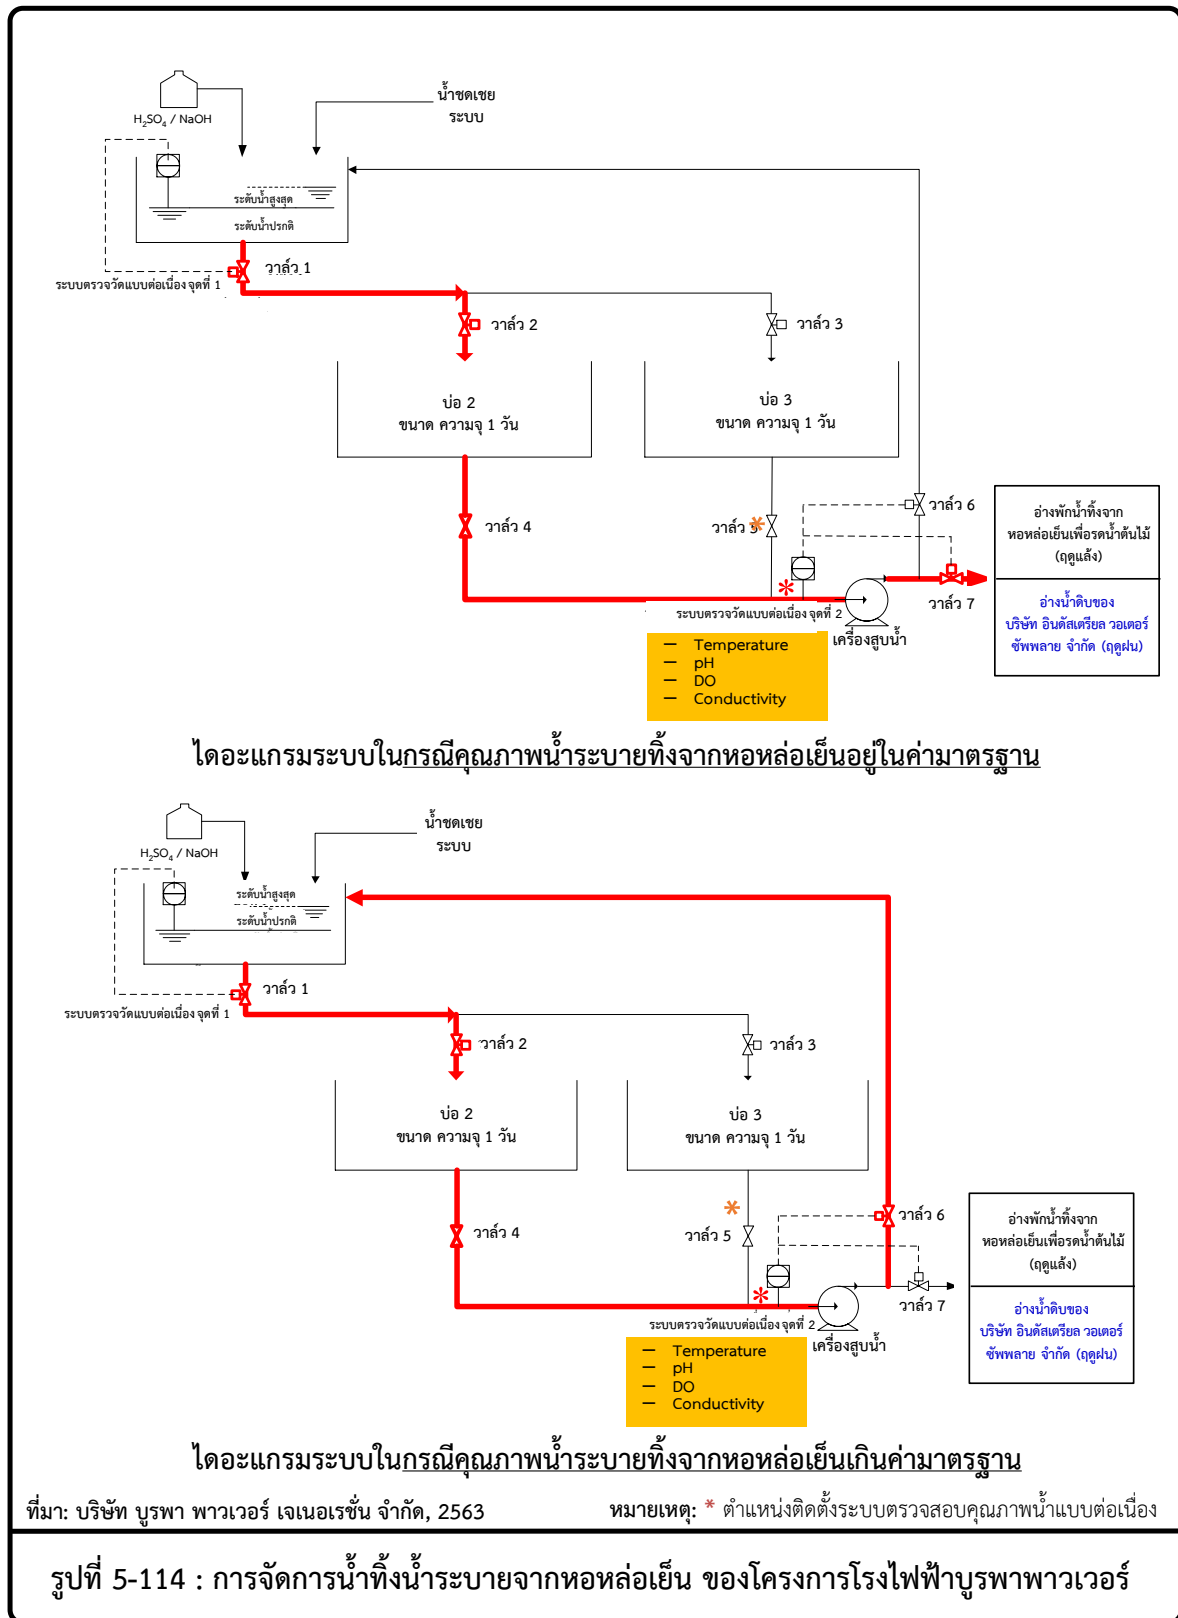 น้ำชดเชย
ระบบ
H₂SO₄ / NaOH
ระดับน้ำสูงสุด
ระดับน้ำปรกติ
วาล์ว 1
ระบบตรวจวัดแบบต่อเนื่อง จุดที่ 1
วาล์ว 2
วาล์ว 3
บ่อ 2
ขนาด ความจุ 1 วัน
บ่อ 3
ขนาด ความจุ 1 วัน
วาล์ว 4
วาล์ว 5
วาล์ว 6
อ่างพักน้ำทิ้งจาก
หอหล่อเย็นเพื่อรดน้ำต้นไม้
(ฤดูแล้ง)
วาล์ว 7
อ่างน้ำดิบของ
บริษัท อินดัสเตรียล วอเตอร์
ซัพพลาย จำกัด (ฤดูฝน)
*
*
ระบบตรวจวัดแบบต่อเนื่อง จุดที่ 2
เครื่องสูบน้ำ
– Temperature
– pH
– DO
– Conductivity
ไดอะแกรมระบบในกรณีคุณภาพน้ำระบายทิ้งจากหอหล่อเย็นอยู่ในค่ามาตรฐาน
น้ำชดเชย
ระบบ
H₂SO₄ / NaOH
ระดับน้ำสูงสุด
ระดับน้ำปรกติ
วาล์ว 1
ระบบตรวจวัดแบบต่อเนื่อง จุดที่ 1
วาล์ว 2
วาล์ว 3
บ่อ 2
ขนาด ความจุ 1 วัน
บ่อ 3
ขนาด ความจุ 1 วัน
*
วาล์ว 4
วาล์ว 5
วาล์ว 6
อ่างพักน้ำทิ้งจาก
หอหล่อเย็นเพื่อรดน้ำต้นไม้
(ฤดูแล้ง)
วาล์ว 7
อ่างน้ำดิบของ
บริษัท อินดัสเตรียล วอเตอร์
ซัพพลาย จำกัด (ฤดูฝน)
*
ระบบตรวจวัดแบบต่อเนื่อง จุดที่ 2
เครื่องสูบน้ำ
– Temperature
– pH
– DO
– Conductivity
ไดอะแกรมระบบในกรณีคุณภาพน้ำระบายทิ้งจากหอหล่อเย็นเกินค่ามาตรฐาน
ที่มา: บริษัท บูรพา พาวเวอร์ เจเนอเรชั่น จำกัด, 2563
หมายเหตุ: * ตำแหน่งติดตั้งระบบตรวจสอบคุณภาพน้ำแบบต่อเนื่อง
รูปที่ 5-114 : การจัดการน้ำทิ้งน้ำระบายจากหอหล่อเย็น ของโครงการโรงไฟฟ้าบูรพาพาวเวอร์